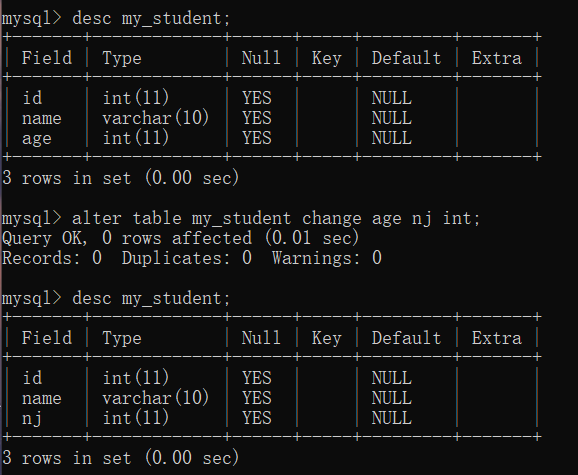 mysql> desc my_student;
+-------+-------------+------+-----+---------+-------+
| Field | Type        | Null | Key | Default | Extra |
+-------+-------------+------+-----+---------+-------+
| id    | int(11)     | YES  |     | NULL    |       |
| name  | varchar(10) | YES  |     | NULL    |       |
| age   | int(11)     | YES  |     | NULL    |       |
+-------+-------------+------+-----+---------+-------+
3 rows in set (0.00 sec)
mysql> alter table my_student change age nj int;
Query OK, 0 rows affected (0.01 sec)
Records: 0  Duplicates: 0  Warnings: 0
mysql> desc my_student;
+-------+-------------+------+-----+---------+-------+
| Field | Type        | Null | Key | Default | Extra |
+-------+-------------+------+-----+---------+-------+
| id    | int(11)     | YES  |     | NULL    |       |
| name  | varchar(10) | YES  |     | NULL    |       |
| nj    | int(11)     | YES  |     | NULL    |       |
+-------+-------------+------+-----+---------+-------+
3 rows in set (0.00 sec)